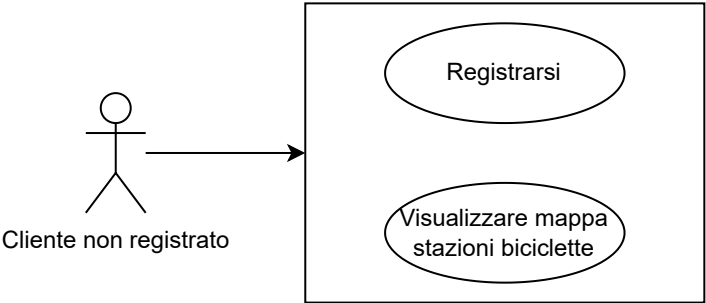 Registrarsi
Cliente non registrato
Visualizzare mappa
stazioni biciclette